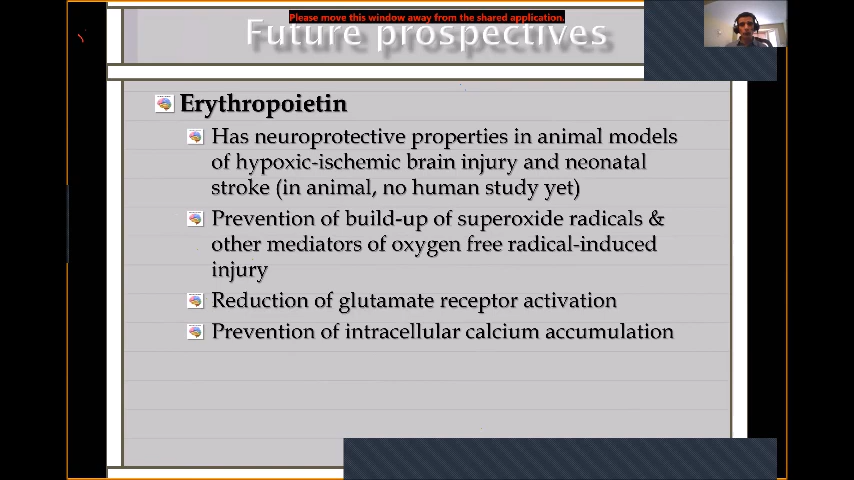 Please move this window away from the shared application.
Future prospectives
Erythropoietin
Has neuroprotective properties in animal models
of hypoxic-ischemic brain injury and neonatal
stroke (in animal, no human study yet)
Prevention of build-up of superoxide radicals &
other mediators of oxygen free radical-induced
injury
Reduction of glutamate receptor activation
Prevention of intracellular calcium accumulation